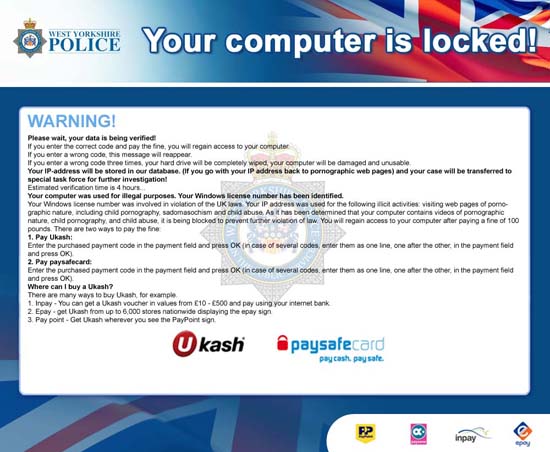 WEST YORKSHIRE
POLICE
Your computer is locked!
WARNING!
Please wait, your data is being verified!
If you enter the correct code and pay the fine, you will regain access to your computer.
If you enter a wrong code, this message will reappear.
If you enter a wrong code three times, your hard drive will be completely wiped, your computer will be damaged and unusable.
Your IP-address will be stored in our database. (If you go with your IP address back to pornographic web pages) and your case will be transferred to
special task force for further investigation!
Estimated verification time is 4 hours...
Your computer was used for illegal purposes. Your Windows license number has been identified.
Your Windows license number was involved in violation of the UK laws. Your IP address was used for the following illicit activities: visiting web pages of porno-
graphic nature, including child pornography, sadomasochism and child abuse. As it has been determined that your computer contains videos of pornographic
nature, child pornography, and child abuse, it is being blocked to prevent further violation of law. You will regain access to your computer after paying a fine of 100
pounds. There are two ways to pay the fine:
1. Pay Ukash:
Enter the purchased payment code in the payment field and press OK (in case of several codes, enter them as one line, one after the other, in the payment field
and press OK).
2. Pay paysafecard:
Enter the purchased payment code in the payment field and press OK (in case of several codes, enter them as one line, one after the other, in the payment field
and press OK).
Where can I buy a Ukash?
There are many ways to buy Ukash, for example.
1. Inpay - You can get a Ukash voucher in values from £10 - £500 and pay using your internet bank.
2. Epay - get Ukash from up to 6,000 stores nationwide displaying the epay sign.
3. Pay point - Get Ukash wherever you see the PayPoint sign.
Ukash paysafecard
pay cash. pay safe.
inpay epay